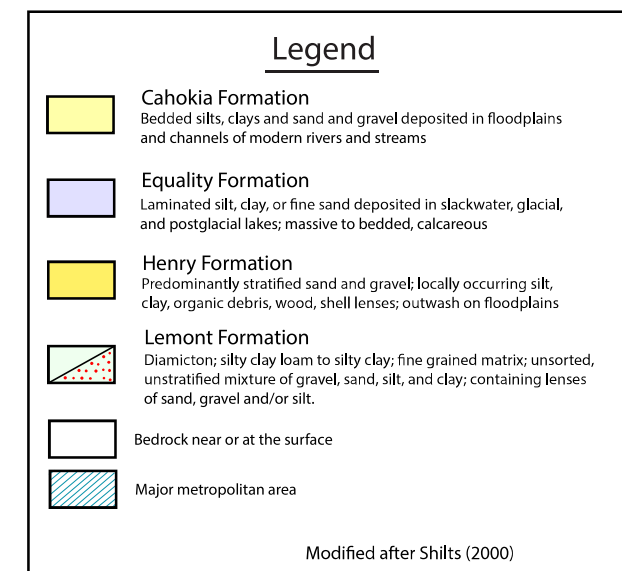 Legend
Cahokia Formation
Bedded silts, clays and sand and gravel deposited in floodplains
and channels of modern rivers and streams
Equality Formation
Laminated silt, clay, or fine sand deposited in slackwater, glacial,
and postglacial lakes; massive to bedded, calcareous
Henry Formation
Predominantly stratified sand and gravel; locally occurring silt,
clay, organic debris, wood, shell lenses; outwash on floodplains
Lemont Formation
Diamicton; silty clay loam to silty clay; fine grained matrix; unsorted,
unstratified mixture of gravel, sand, silt, and clay; containing lenses
of sand, gravel and/or silt.
Bedrock near or at the surface
Major metropolitan area
Modified after Shilts (2000)